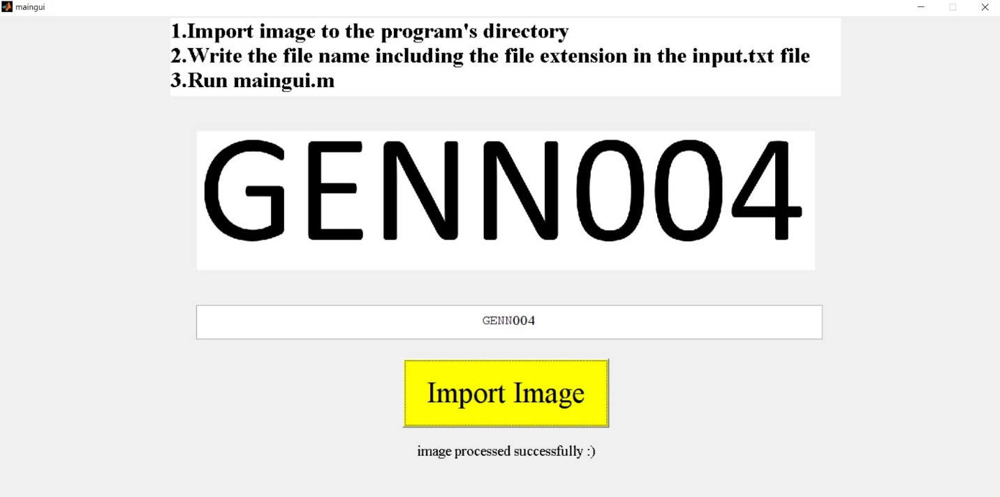 maingui
1.Import image to the program's directory
2.Write the file name including the file extension in the input.txt file
3.Run maingui.m
GENN004
GENN004
Import Image
image processed successfully :)